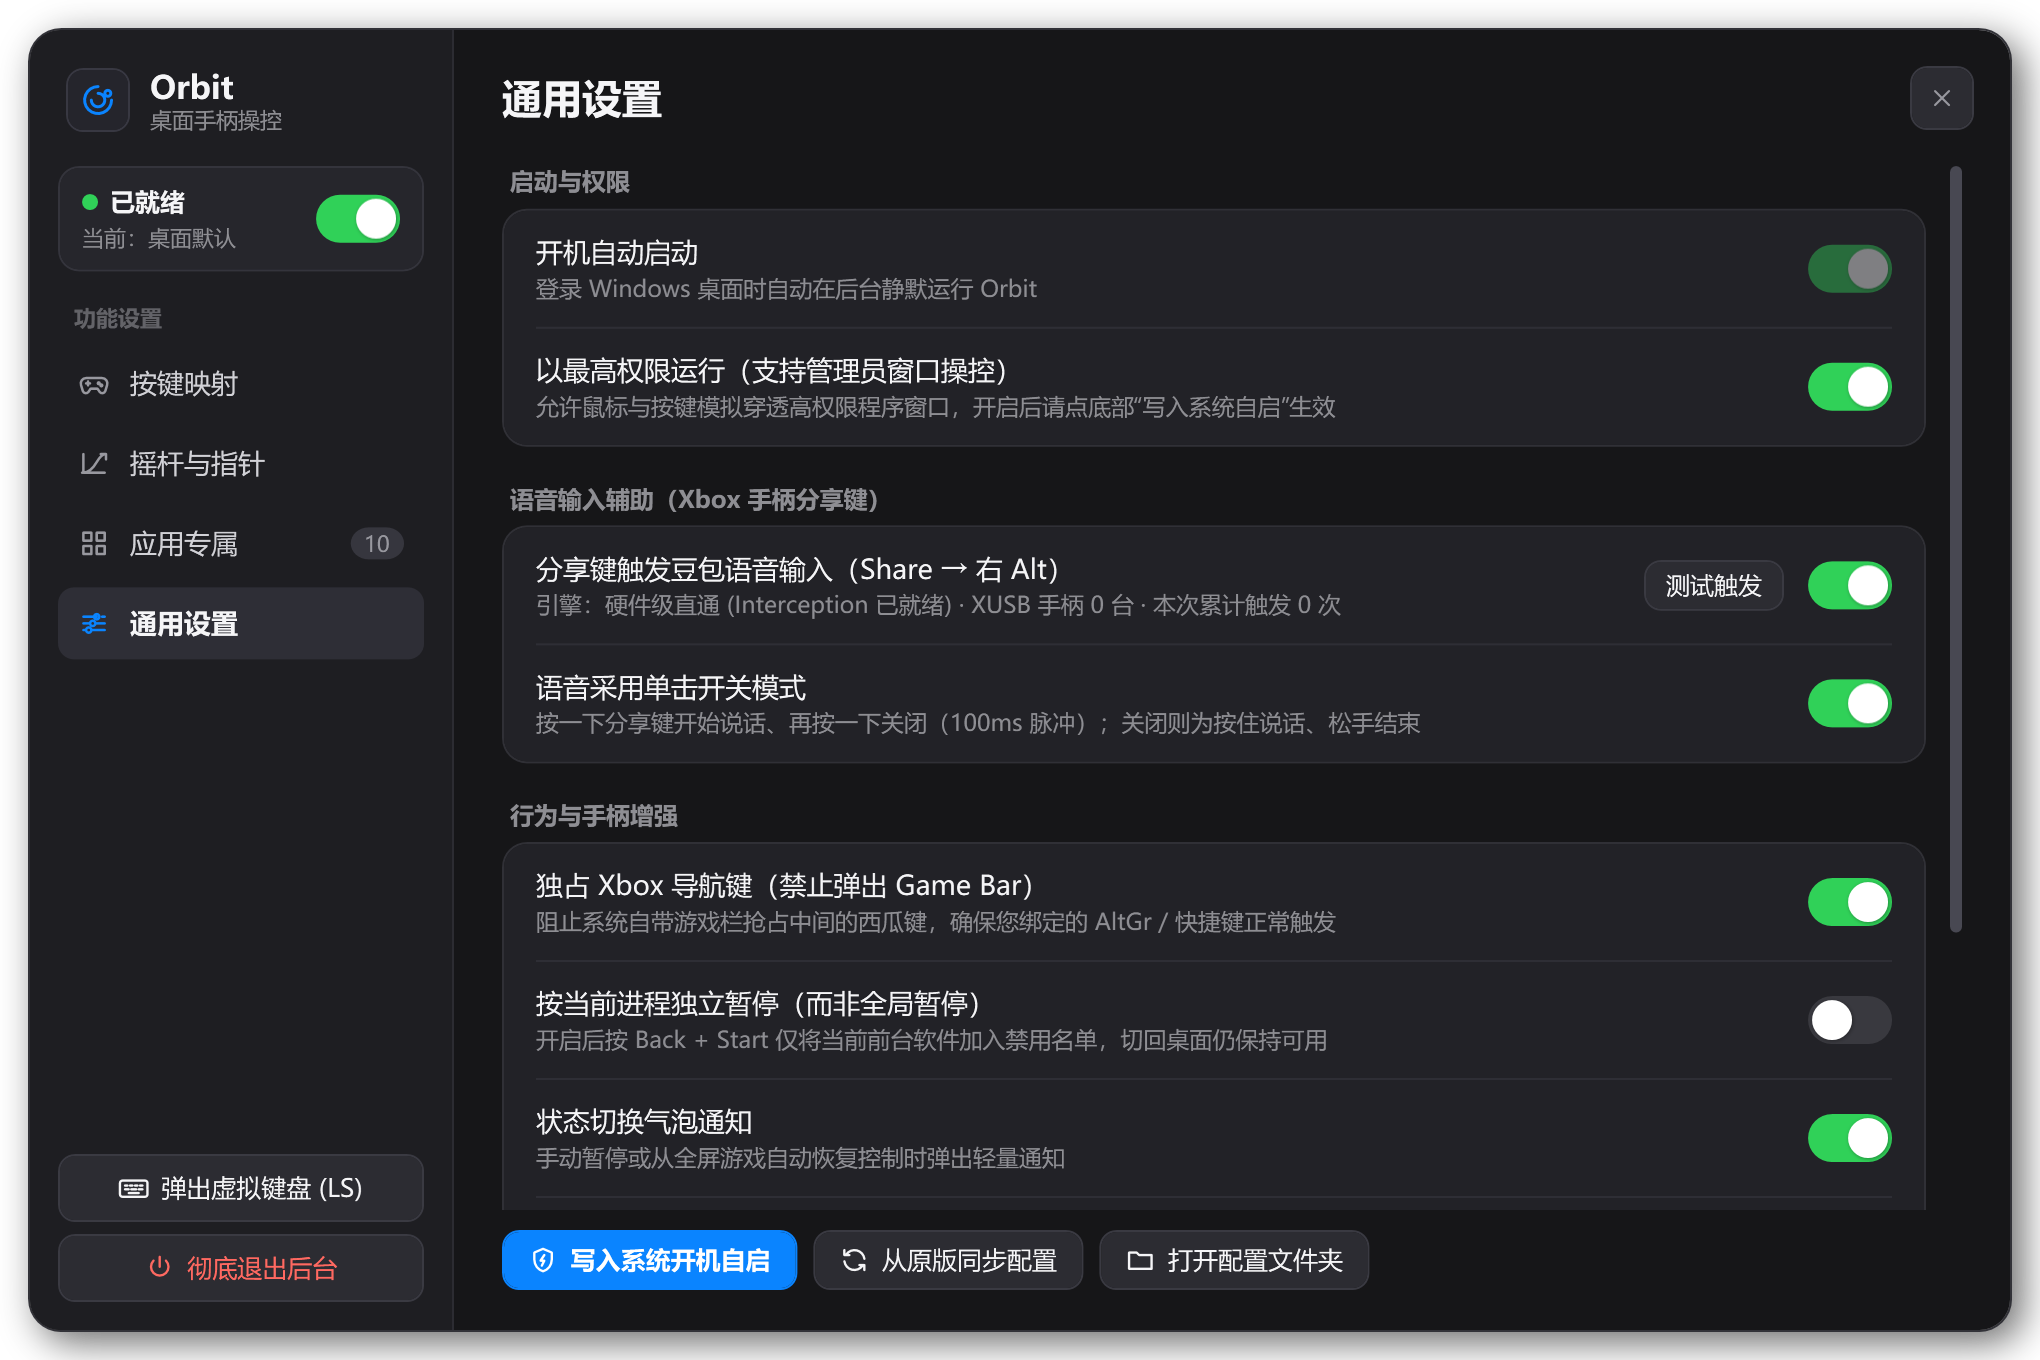 Orbit
桌面手柄操控
已就绪
当前：桌面默认
功能设置
按键映射
摇杆与指针
应用专属
10
通用设置
弹出虚拟键盘 (LS)
彻底退出后台
通用设置
启动与权限
开机自动启动
登录 Windows 桌面时自动在后台静默运行 Orbit
以最高权限运行（支持管理员窗口操控）
允许鼠标与按键模拟穿透高权限程序窗口，开启后请点底部“写入系统自启”生效
语音输入辅助（Xbox 手柄分享键）
分享键触发豆包语音输入（Share → 右 Alt）
引擎：硬件级直通 (Interception 已就绪) · XUSB 手柄 0 台 · 本次累计触发 0 次
测试触发
语音采用单击开关模式
按一下分享键开始说话、再按一下关闭（100ms 脉冲）；关闭则为按住说话、松手结束
行为与手柄增强
独占 Xbox 导航键（禁止弹出 Game Bar）
阻止系统自带游戏栏抢占中间的西瓜键，确保您绑定的 AltGr / 快捷键正常触发
按当前进程独立暂停（而非全局暂停）
开启后按 Back + Start 仅将当前前台软件加入禁用名单，切回桌面仍保持可用
状态切换气泡通知
手动暂停或从全屏游戏自动恢复控制时弹出轻量通知
写入系统开机自启
从原版同步配置
打开配置文件夹